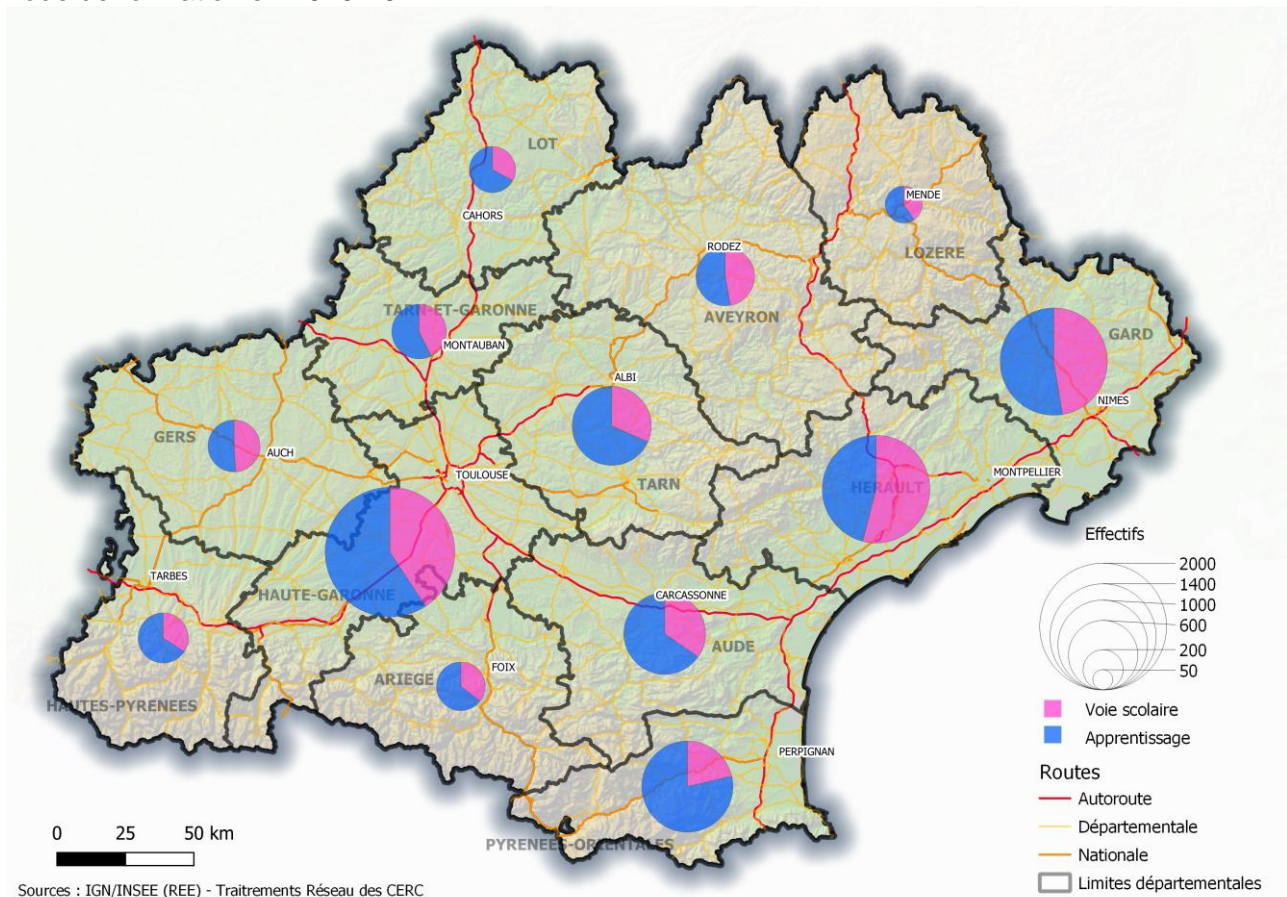 LOT
CAHORS
MENDE
LOZERE
RODEZ
AVEYRON
TARN-ET-GARONNE
MONTAUBAN
GARD
NIMES
ALBI
TARN
GERS
AUCH
TOULOUSE
HERAULT
MONTPELLIER
TARBES
HAUTE-GARONNE
CARCASSONNE
AUDE
FOIX
ARIEGE
HAUTES-PYRENEES
PERPIGNAN
PYRENEES-ORIENTALES
Effectifs
2000
1400
1000
600
200
50
Voie scolaire
Apprentissage
Routes
Autoroute
Départementale
Nationale
Limites départementales
0 25 50 km
Sources : IGN/INSEE (REE) - Traitements Réseau des CERC